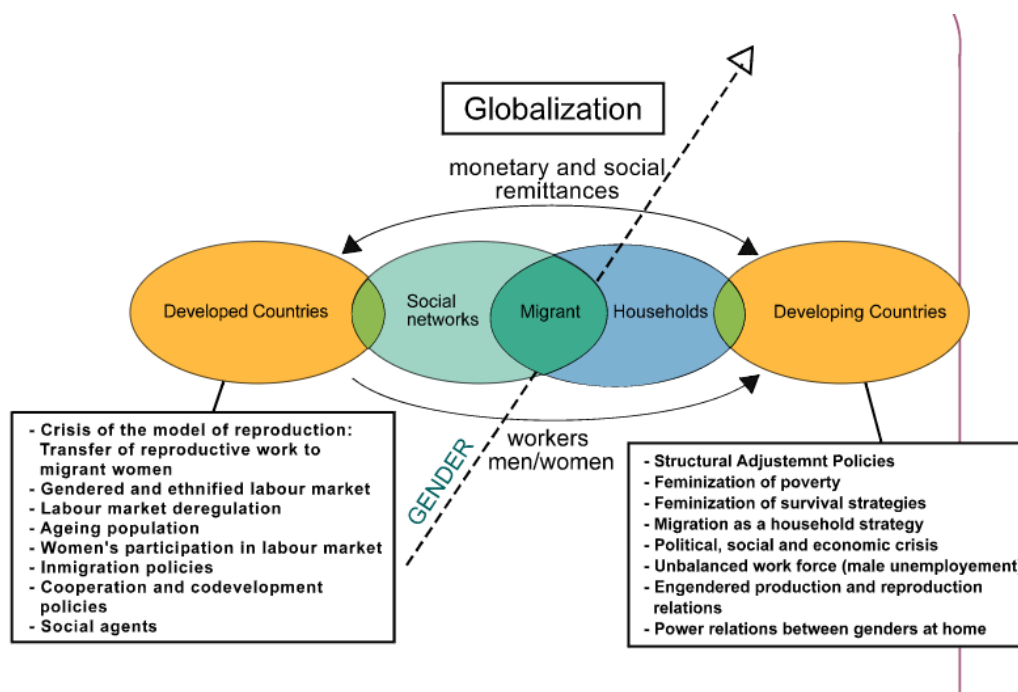 Globalization
monetary and social
remittances
Developed Countries
Social
networks
Migrant
Households
Developing Countries
workers
men/women
GENDER
- Crisis of the model of reproduction:
Transfer of reproductive work to
migrant women
- Gendered and ethnified labour market
- Labour market deregulation
- Ageing population
- Women's participation in labour market
- Inmigration policies
- Cooperation and codevelopment
policies
- Social agents
- Structural Adjustemnt Policies
- Feminization of poverty
- Feminization of survival strategies
- Migration as a household strategy
- Political, social and economic crisis
- Unbalanced work force (male unemployement)
- Engendered production and reproduction
relations
- Power relations between genders at home